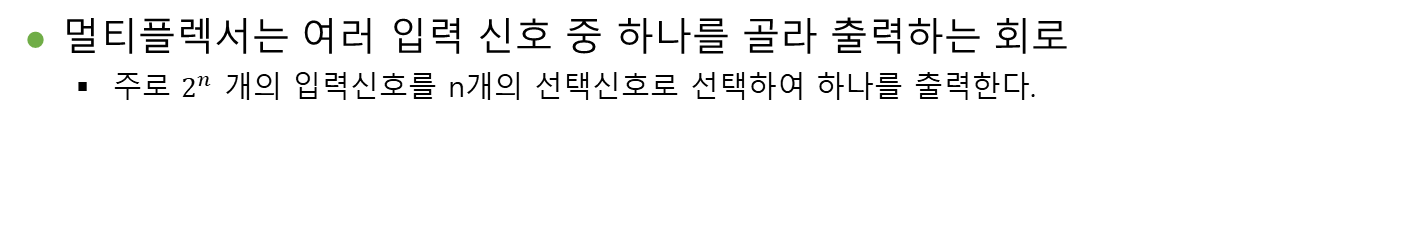 ● 멀티플렉서는 여러 입력 신호 중 하나를 골라 출력하는 회로
▪ 주로 2ⁿ 개의 입력신호를 n개의 선택신호로 선택하여 하나를 출력한다.